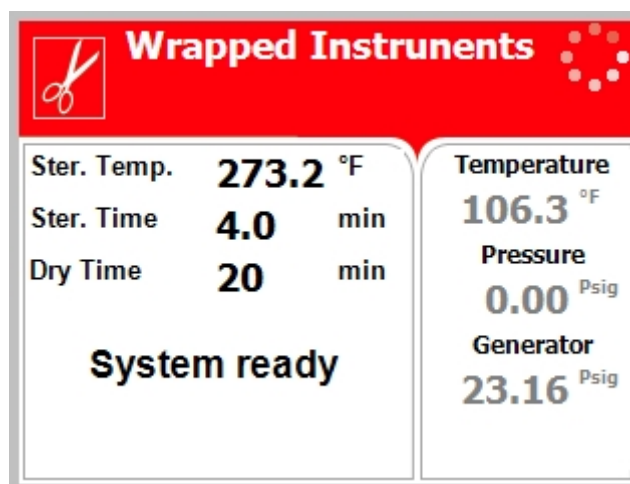 Wrapped Instrunents
Ster. Temp. 273.2 °F
Ster. Time 4.0 min
Dry Time 20 min
System ready
Temperature
106.3 °F
Pressure
0.00 Psig
Generator
23.16 Psig